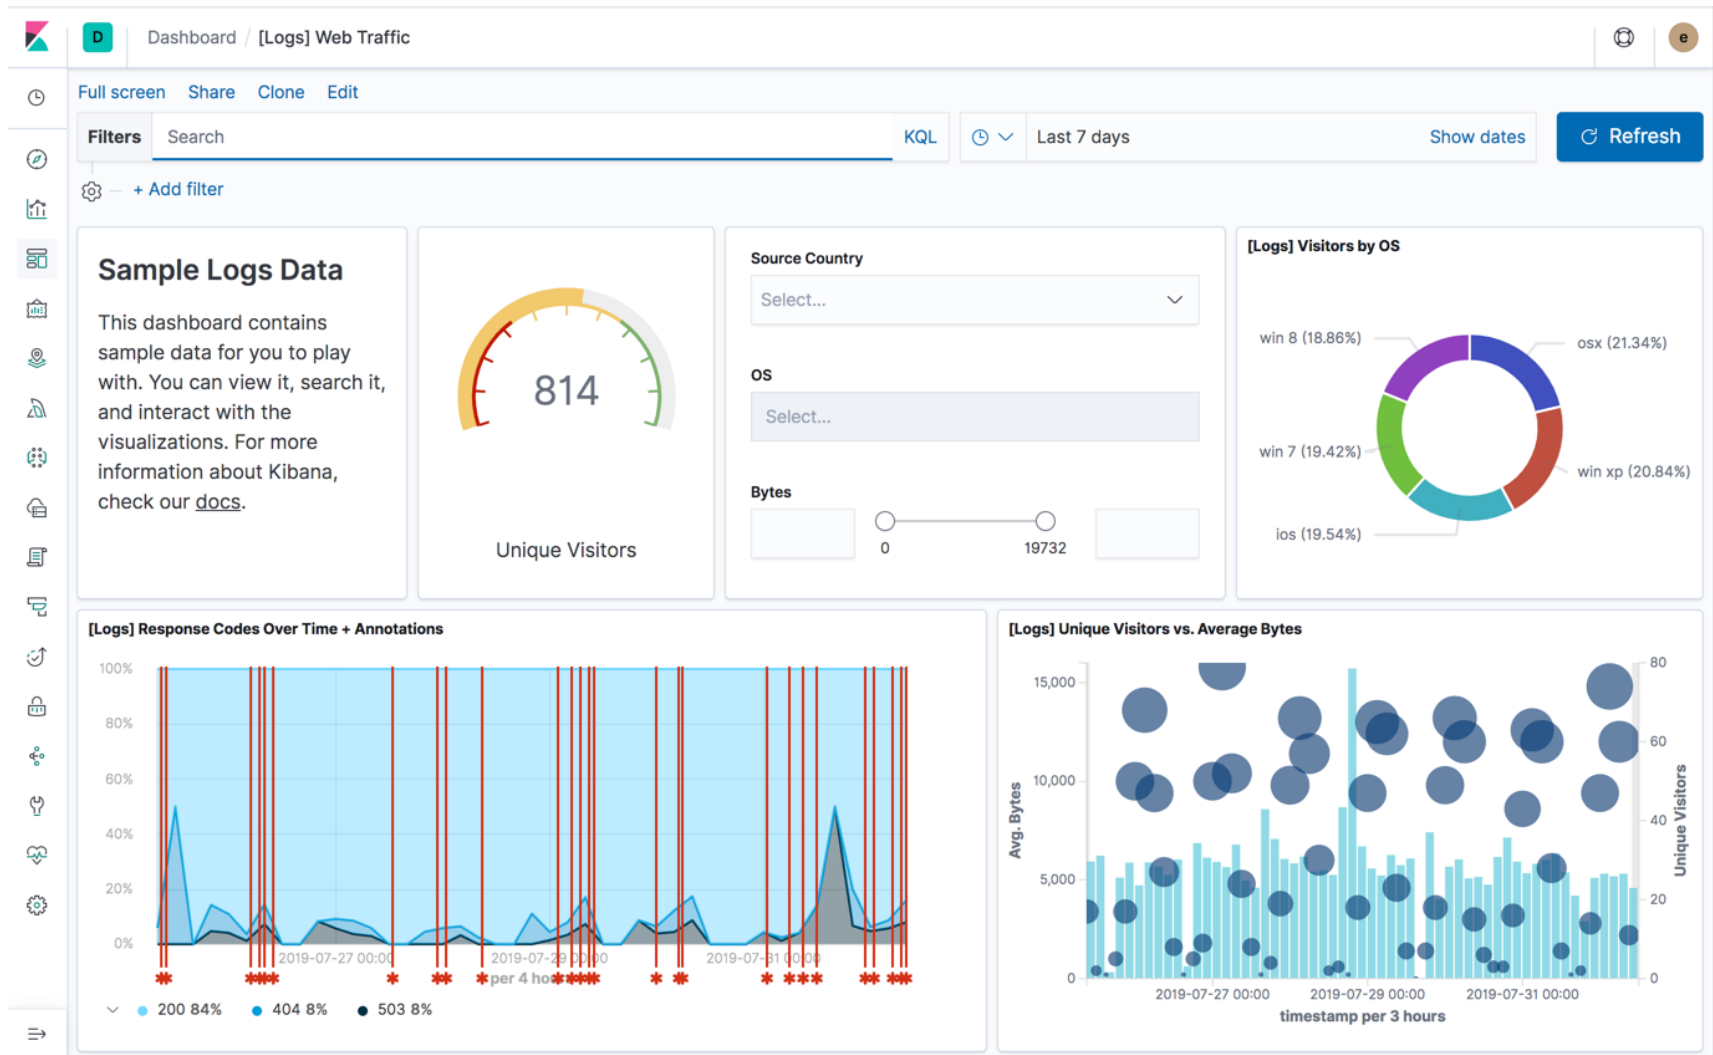 D
Dashboard / [Logs] Web Traffic
e
Full screen Share Clone Edit
Filters Search KQL
Last 7 days Show dates
Refresh
+ Add filter
Sample Logs Data
This dashboard contains
sample data for you to play
with. You can view it, search it,
and interact with the
visualizations. For more
information about Kibana,
check our docs.
814
Unique Visitors
Source Country
Select...
OS
Select...
Bytes
0 19732
[Logs] Visitors by OS
win 8 (18.86%)
osx (21.34%)
win 7 (19.42%)
win xp (20.84%)
ios (19.54%)
[Logs] Response Codes Over Time + Annotations
100%
80%
60%
40%
20%
0%
2019-07-27 00:00 2019-07-29 00:00 2019-07-31 00:00
per 4 hou
200 84% 404 8% 503 8%
[Logs] Unique Visitors vs. Average Bytes
Avg. Bytes
15,000
10,000
5,000
0
80
60
40
20
0
Unique Visitors
2019-07-27 00:00 2019-07-29 00:00 2019-07-31 00:00
timestamp per 3 hours